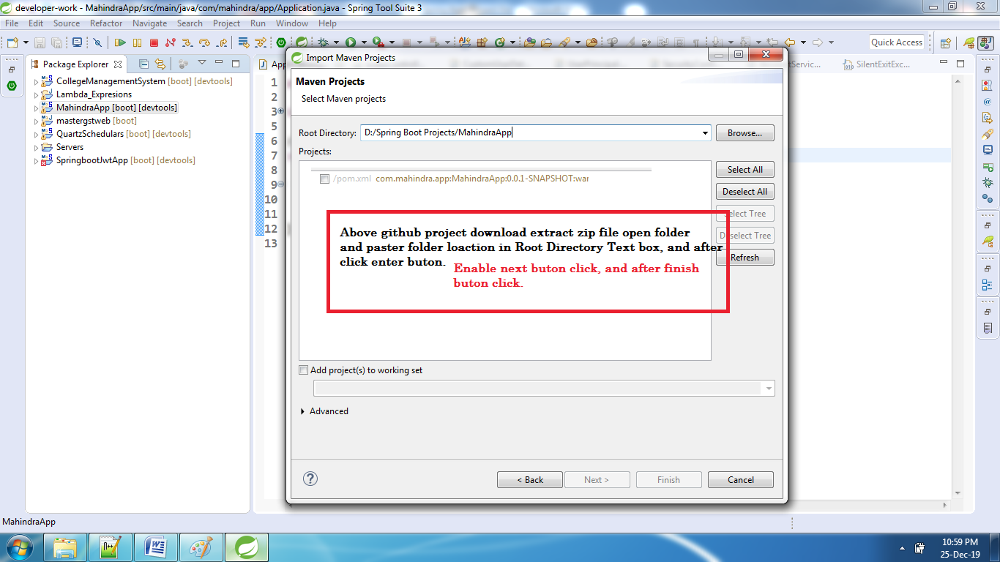 developer-work - MahindraApp/src/main/java/com/mahindra/app/Application.java - Spring Tool Suite 3
File Edit Source Refactor Navigate Search Project Run Window Help
Quick Access
Package Explorer
CollegeManagementSystem [boot] [devtools]
Lambda_Expresions
MahindraApp [boot] [devtools]
mastergstweb [boot]
QuartzSchedulars [boot] [devtools]
Servers
SpringbootJwtApp [boot] [devtools]
App
SilentExitExc...
1
2
3
5
6
7
8
9
10
11
12
13
Import Maven Projects
Maven Projects
Select Maven projects
Root Directory: D:/Spring Boot Projects/MahindraApp Browse...
Projects:
/pom.xml com.mahindra.app:MahindraApp:0.0.1-SNAPSHOT:war
Select All
Deselect All
Select Tree
Deselect Tree
Refresh
Above github project download extract zip file open folder
and paster folder loaction in Root Directory Text box, and after
click enter buton.
Enable next buton click, and after finish
buton click.
Add project(s) to working set
Advanced
< Back Next > Finish Cancel
MahindraApp
10:59 PM
25-Dec-19